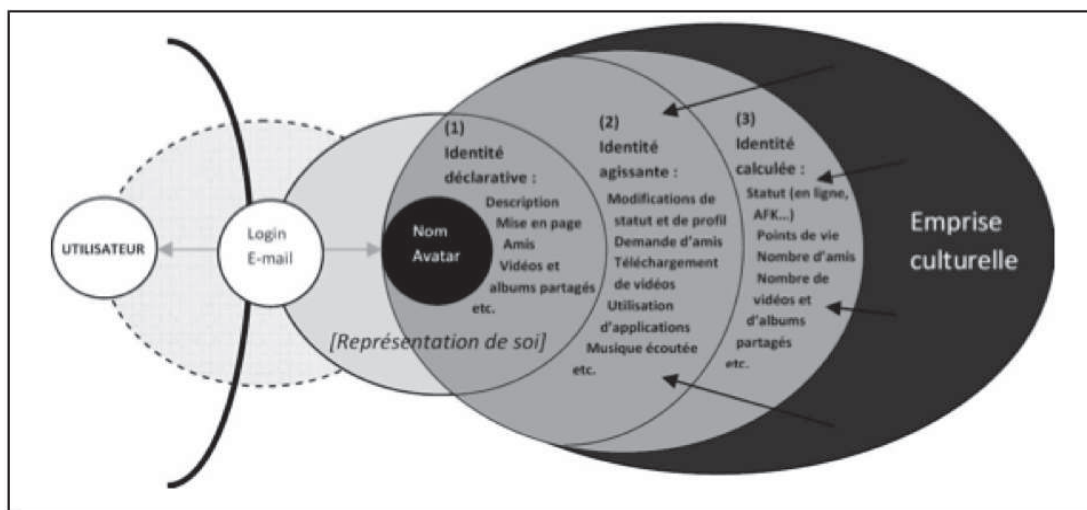 UTILISATEUR
Login
E-mail
Nom
Avatar
(1)
Identité
déclarative :
Description
Mise en page
Amis
Vidéos et
albums partagés
etc.
[Représentation de soi]
(2)
Identité
agissante :
Modifications de
statut et de profil
Demande d'amis
Téléchargement
de vidéos
Utilisation
d'applications
Musique écoutée
etc.
(3)
Identité
calculée :
Statut (en ligne,
AFK...)
Points de vie
Nombre d'amis
Nombre de
vidéos et
d'albums
partagés
etc.
Emprise
culturelle